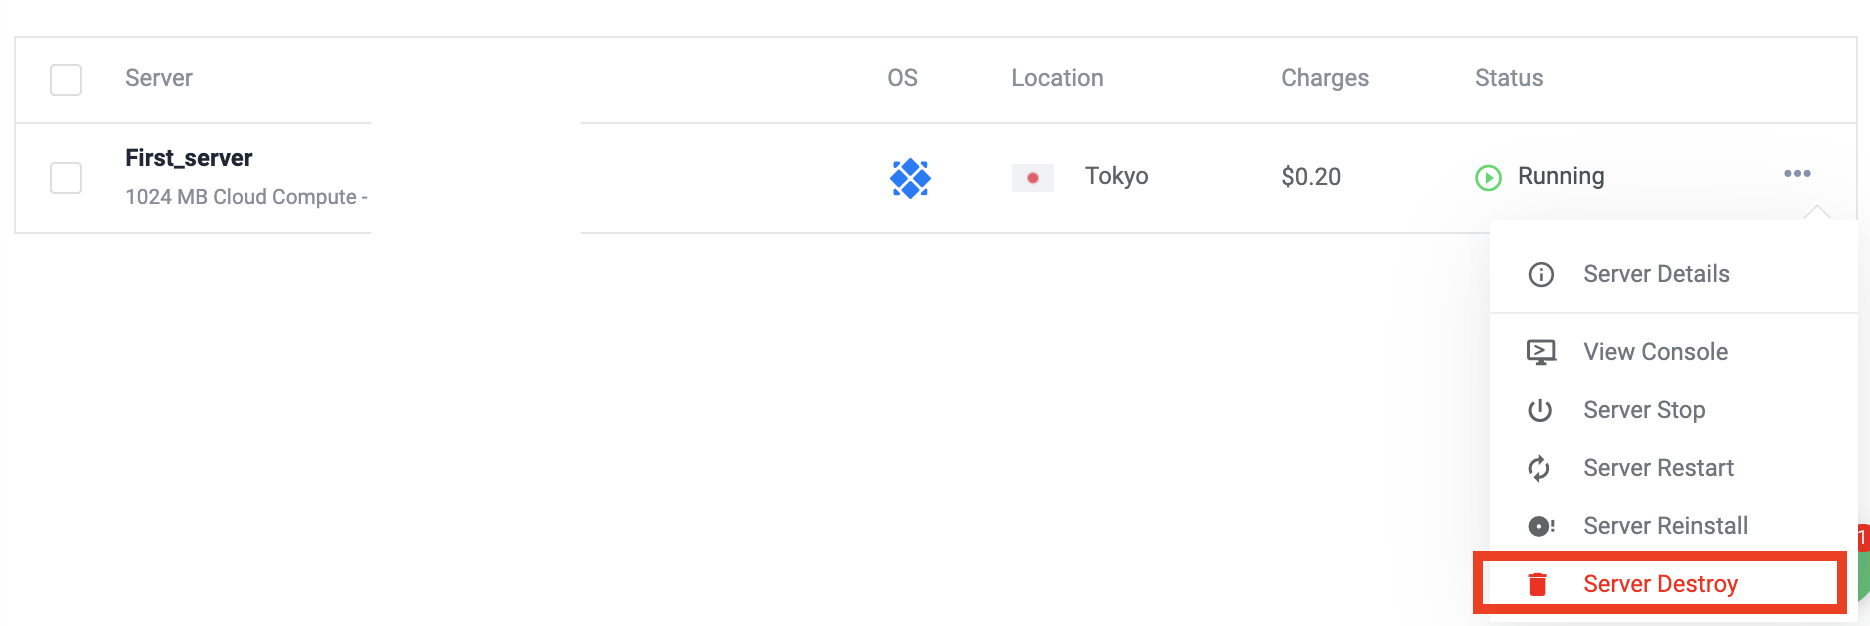 Server OS Location Charges Status
First_server
1024 MB Cloud Compute -
Tokyo $0.20 Running
Server Details
View Console
Server Stop
Server Restart
Server Reinstall
1
Server Destroy